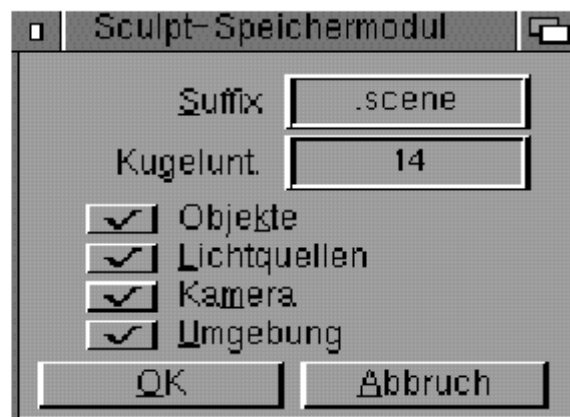 Sculpt-Speichermodul
Suffix .scene
Kugelunt. 14
Objekte
Lichtquellen
Kamera
Umgebung
OK Abbruch